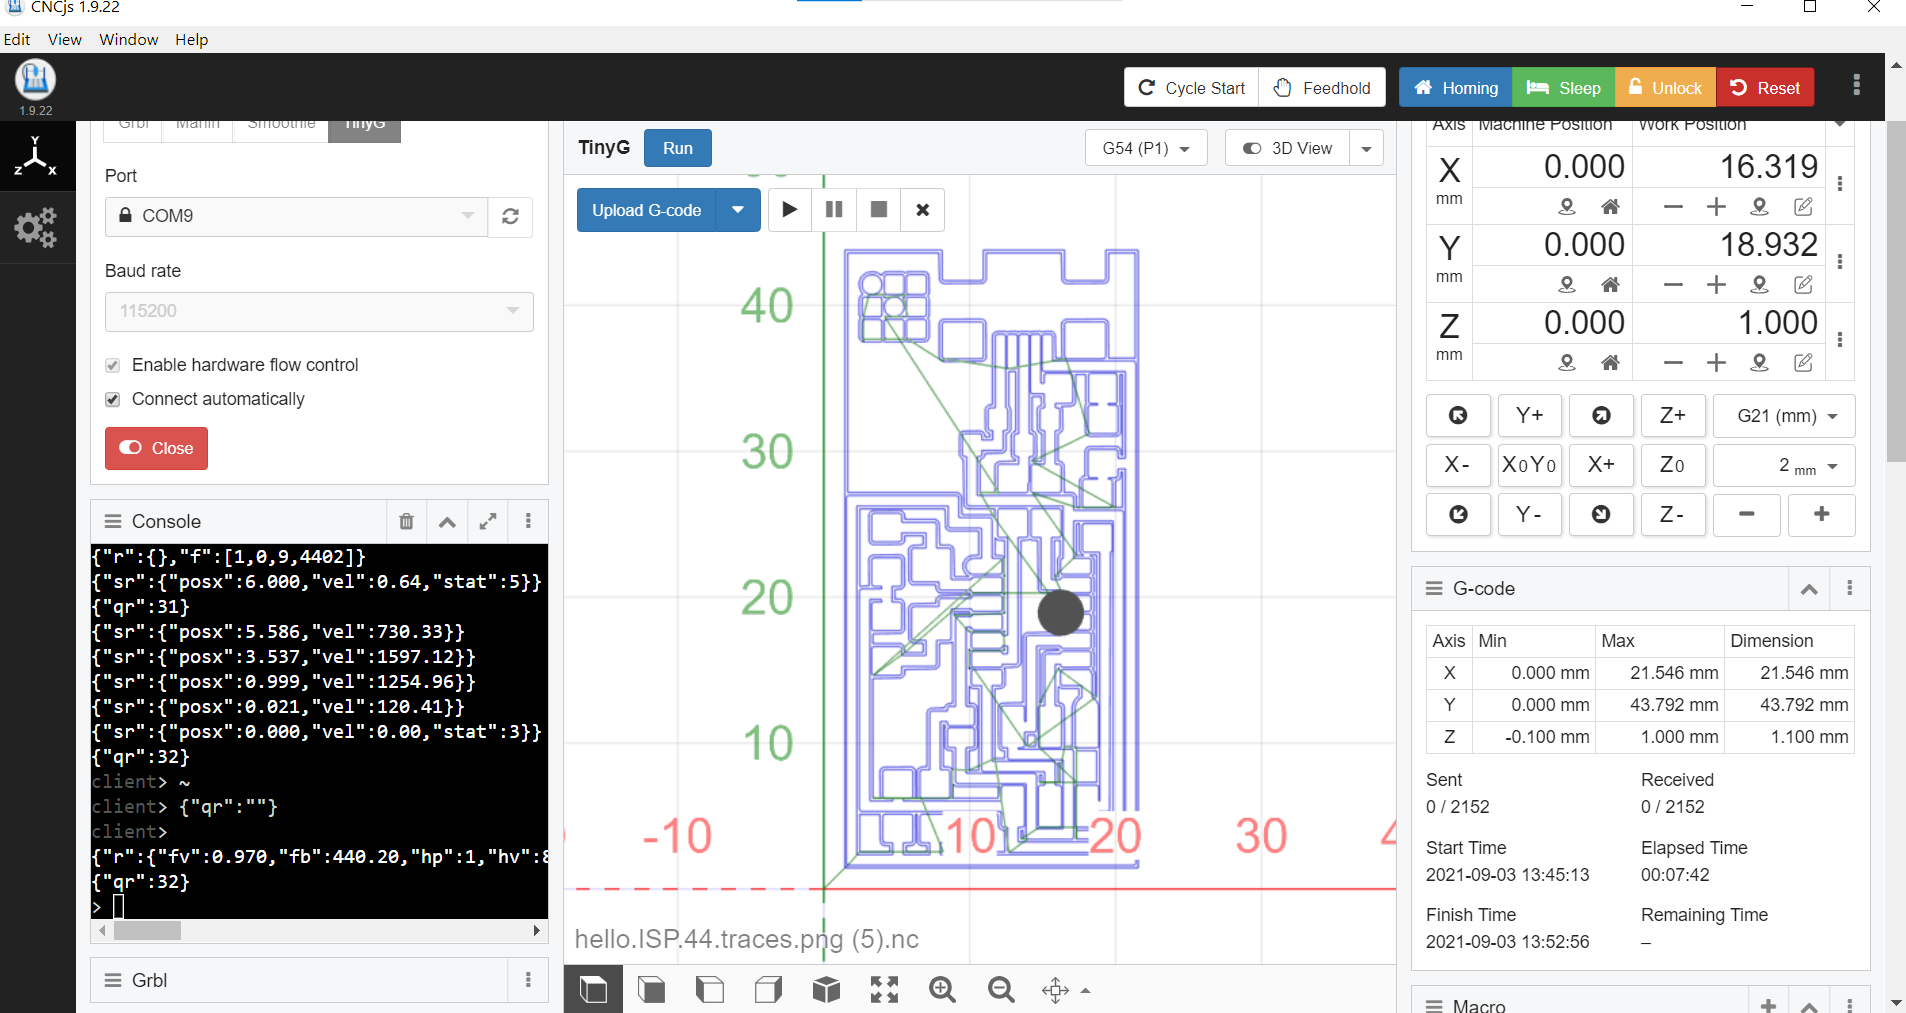 CNCjs 1.9.22
Edit View Window Help
1.9.22
Cycle Start Feedhold Homing Sleep Unlock Reset
Grbl Marlin Smoothie TinyG
Port
COM9
Baud rate
115200
Enable hardware flow control
Connect automatically
Close
Console
{"r":{},"f":[1,0,9,4402]}
{"sr":{"posx":6.000,"vel":0.64,"stat":5}}
{"qr":31}
{"sr":{"posx":5.586,"vel":730.33}}
{"sr":{"posx":3.537,"vel":1597.12}}
{"sr":{"posx":0.999,"vel":1254.96}}
{"sr":{"posx":0.021,"vel":120.41}}
{"sr":{"posx":0.000,"vel":0.00,"stat":3}}
{"qr":32}
client> ~
client> {"qr":""}
client>
{"r":{"fv":0.970,"fb":440.20,"hp":1,"hv":8
{"qr":32}
>
Grbl
TinyG Run G54 (P1) 3D View
Upload G-code
40
30
20
10
-10 10 20 30 4
hello.ISP.44.traces.png (5).nc
Axis Machine Position Work Position
X mm 0.000 16.319
Y mm 0.000 18.932
Z mm 0.000 1.000
Y+ Z+ G21 (mm)
X- X0Y0 X+ Z0 2 mm
Y- Z-
G-code
Axis Min Max Dimension
X 0.000 mm 21.546 mm 21.546 mm
Y 0.000 mm 43.792 mm 43.792 mm
Z -0.100 mm 1.000 mm 1.100 mm
Sent Received
0 / 2152 0 / 2152
Start Time Elapsed Time
2021-09-03 13:45:13 00:07:42
Finish Time Remaining Time
2021-09-03 13:52:56 –
Macro